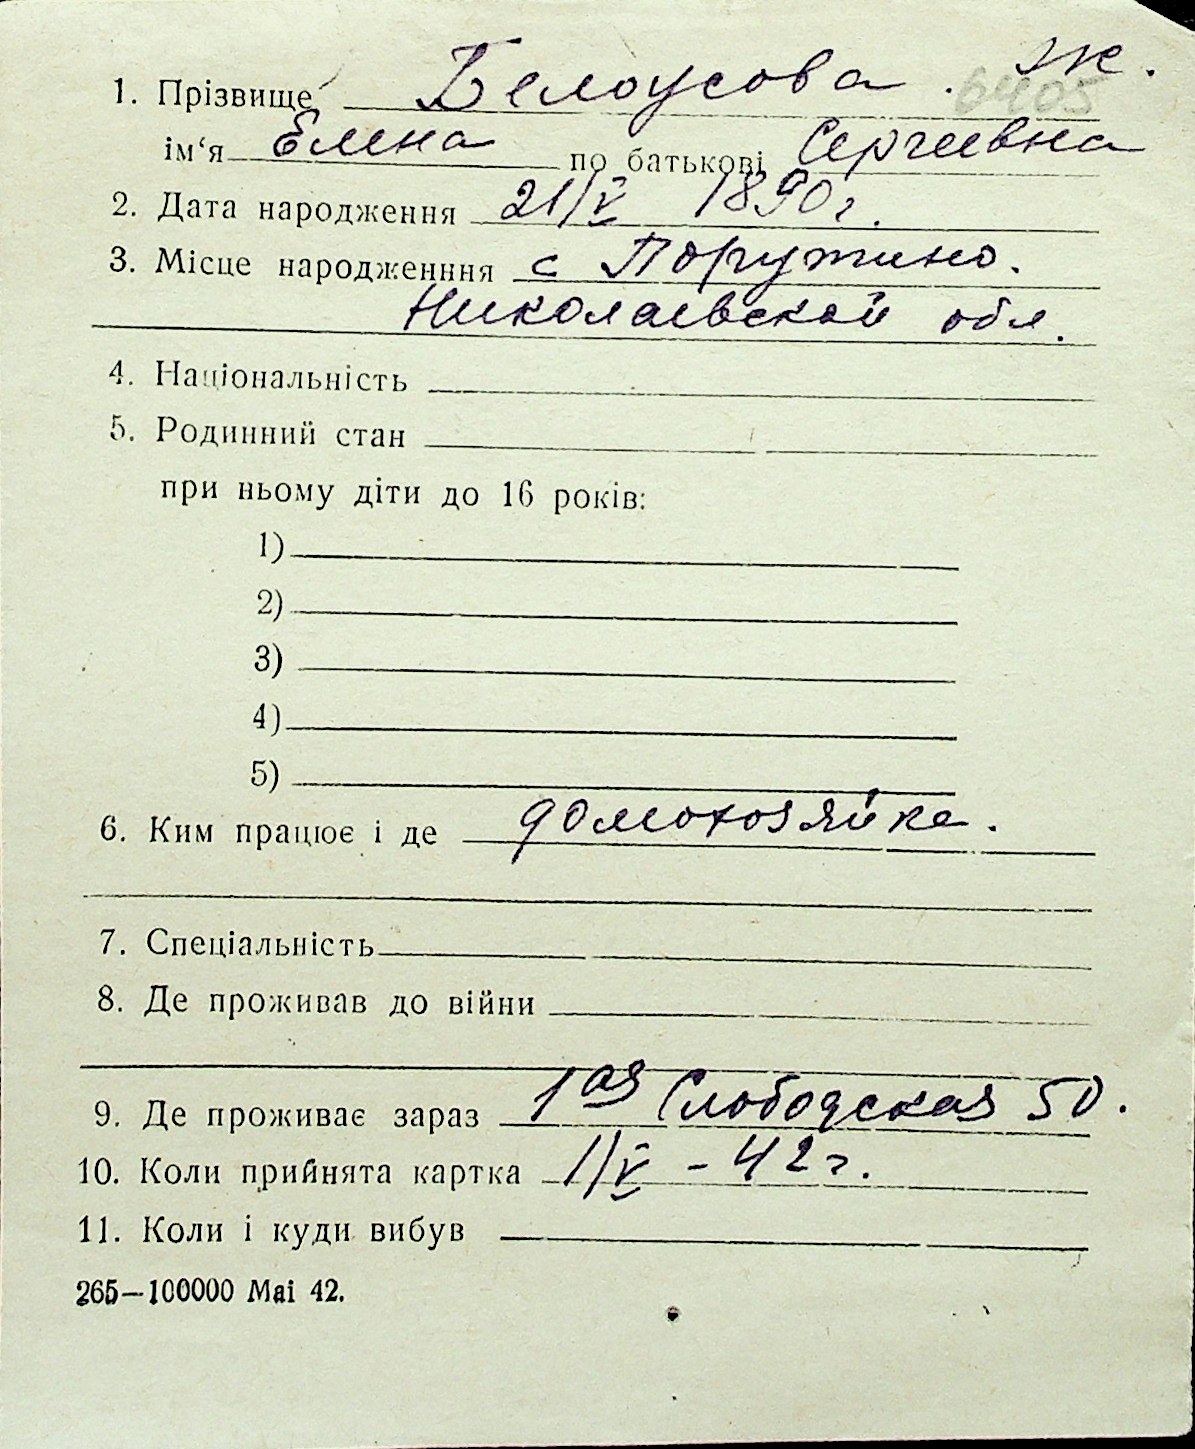 ж.
1. Прізвище Белоусова . 6405
ім‘я Елена по батькові Сергеевна
2. Дата народження 21/V 1890 г.
3. Місце народженння с Поружино.
Николаевской обл.
4. Національність
5. Родинний стан
при ньому діти до 16 років:
1)
2)
3)
4)
5)
6. Ким працює і де домохозяйка.
7. Спеціальність
8. Де проживав до війни
9. Де проживає зараз 1ая Слободская 50.
10. Коли прийнята картка 1/V - 42 г.
11. Коли і куди вибув
265—100000 Mai 42.